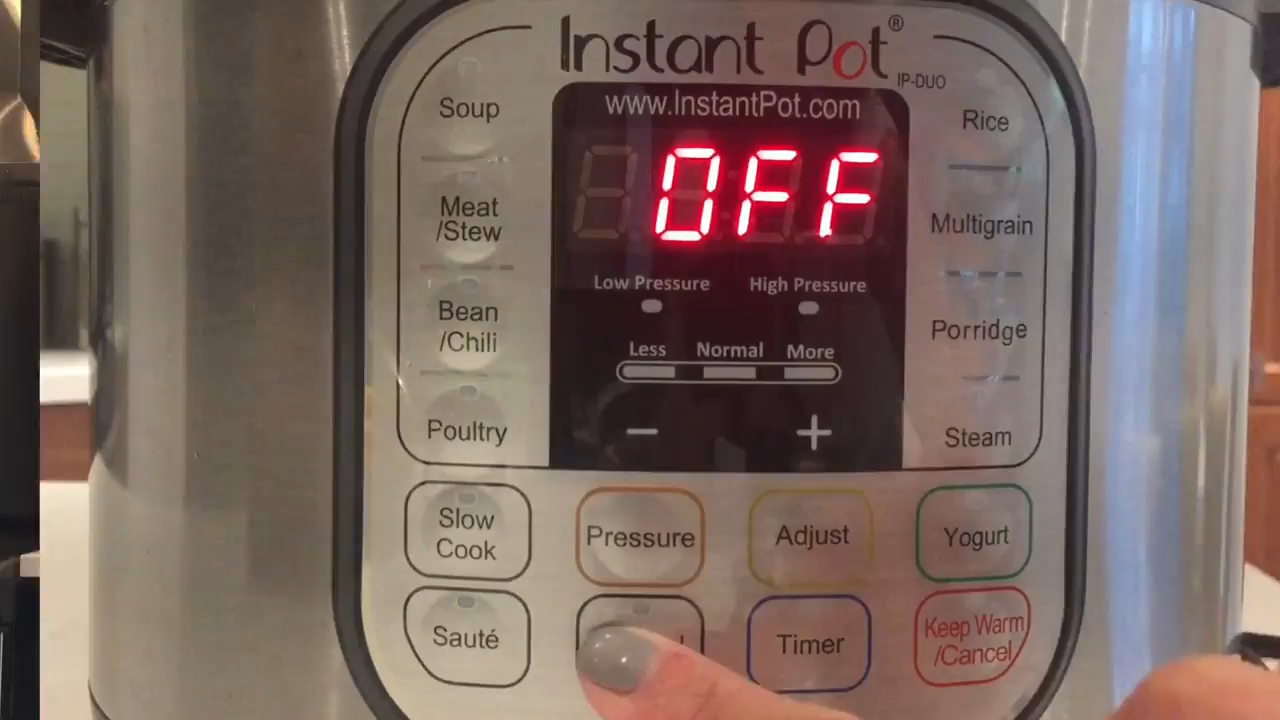 Instant Pot®
IP-DUO
www.InstantPot.com
OFF
Low Pressure
High Pressure
Less
Normal
More
−
+
Soup
Meat
/Stew
Bean
/Chili
Poultry
Rice
Multigrain
Porridge
Steam
Slow
Cook
Pressure
Adjust
Yogurt
Sauté
Timer
Keep Warm
/Cancel